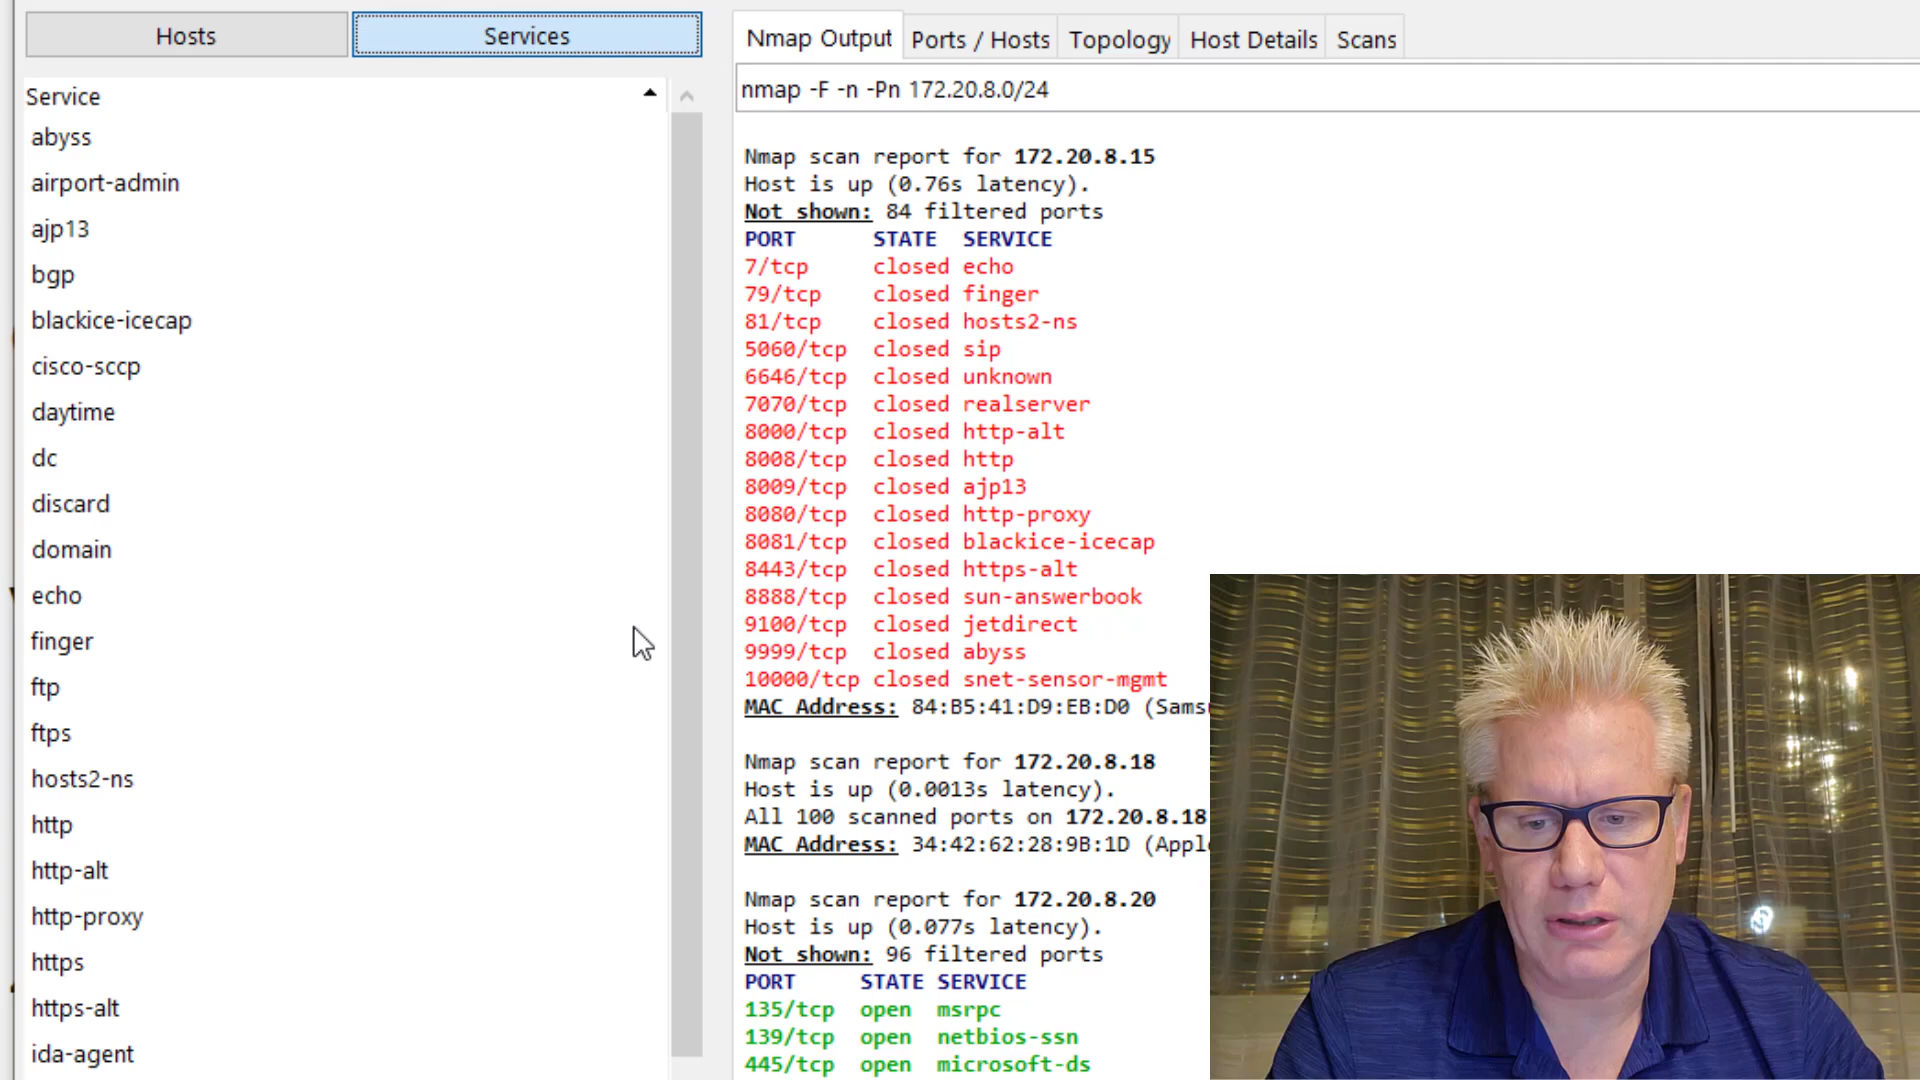 Hosts
Services
Service
abyss
airport-admin
ajp13
bgp
blackice-icecap
cisco-sccp
daytime
dc
discard
domain
echo
finger
ftp
ftps
hosts2-ns
http
http-alt
http-proxy
https
https-alt
ida-agent
Nmap Output
Ports / Hosts
Topology
Host Details
Scans
nmap -F -n -Pn 172.20.8.0/24
Nmap scan report for 172.20.8.15
Host is up (0.76s latency).
Not shown: 84 filtered ports
PORT STATE SERVICE
7/tcp closed echo
79/tcp closed finger
81/tcp closed hosts2-ns
5060/tcp closed sip
6646/tcp closed unknown
7070/tcp closed realserver
8000/tcp closed http-alt
8008/tcp closed http
8009/tcp closed ajp13
8080/tcp closed http-proxy
8081/tcp closed blackice-icecap
8443/tcp closed https-alt
8888/tcp closed sun-answerbook
9100/tcp closed jetdirect
9999/tcp closed abyss
10000/tcp closed snet-sensor-mgmt
MAC Address: 84:B5:41:D9:EB:D0 (Sams
Nmap scan report for 172.20.8.18
Host is up (0.0013s latency).
All 100 scanned ports on 172.20.8.18
MAC Address: 34:42:62:28:9B:1D (Appl
Nmap scan report for 172.20.8.20
Host is up (0.077s latency).
Not shown: 96 filtered ports
PORT STATE SERVICE
135/tcp open msrpc
139/tcp open netbios-ssn
445/tcp open microsoft-ds